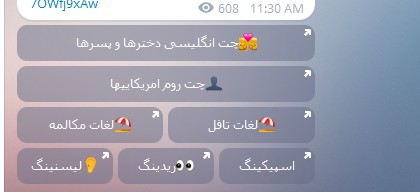 7OWfj9xAw
608 11:30 AM
چت انگلیسی دخترها و پسرها
چت روم امریکاییها
لغات تافل
لغات مکالمه
اسپیکینگ
ریدینگ
لیسنینگ